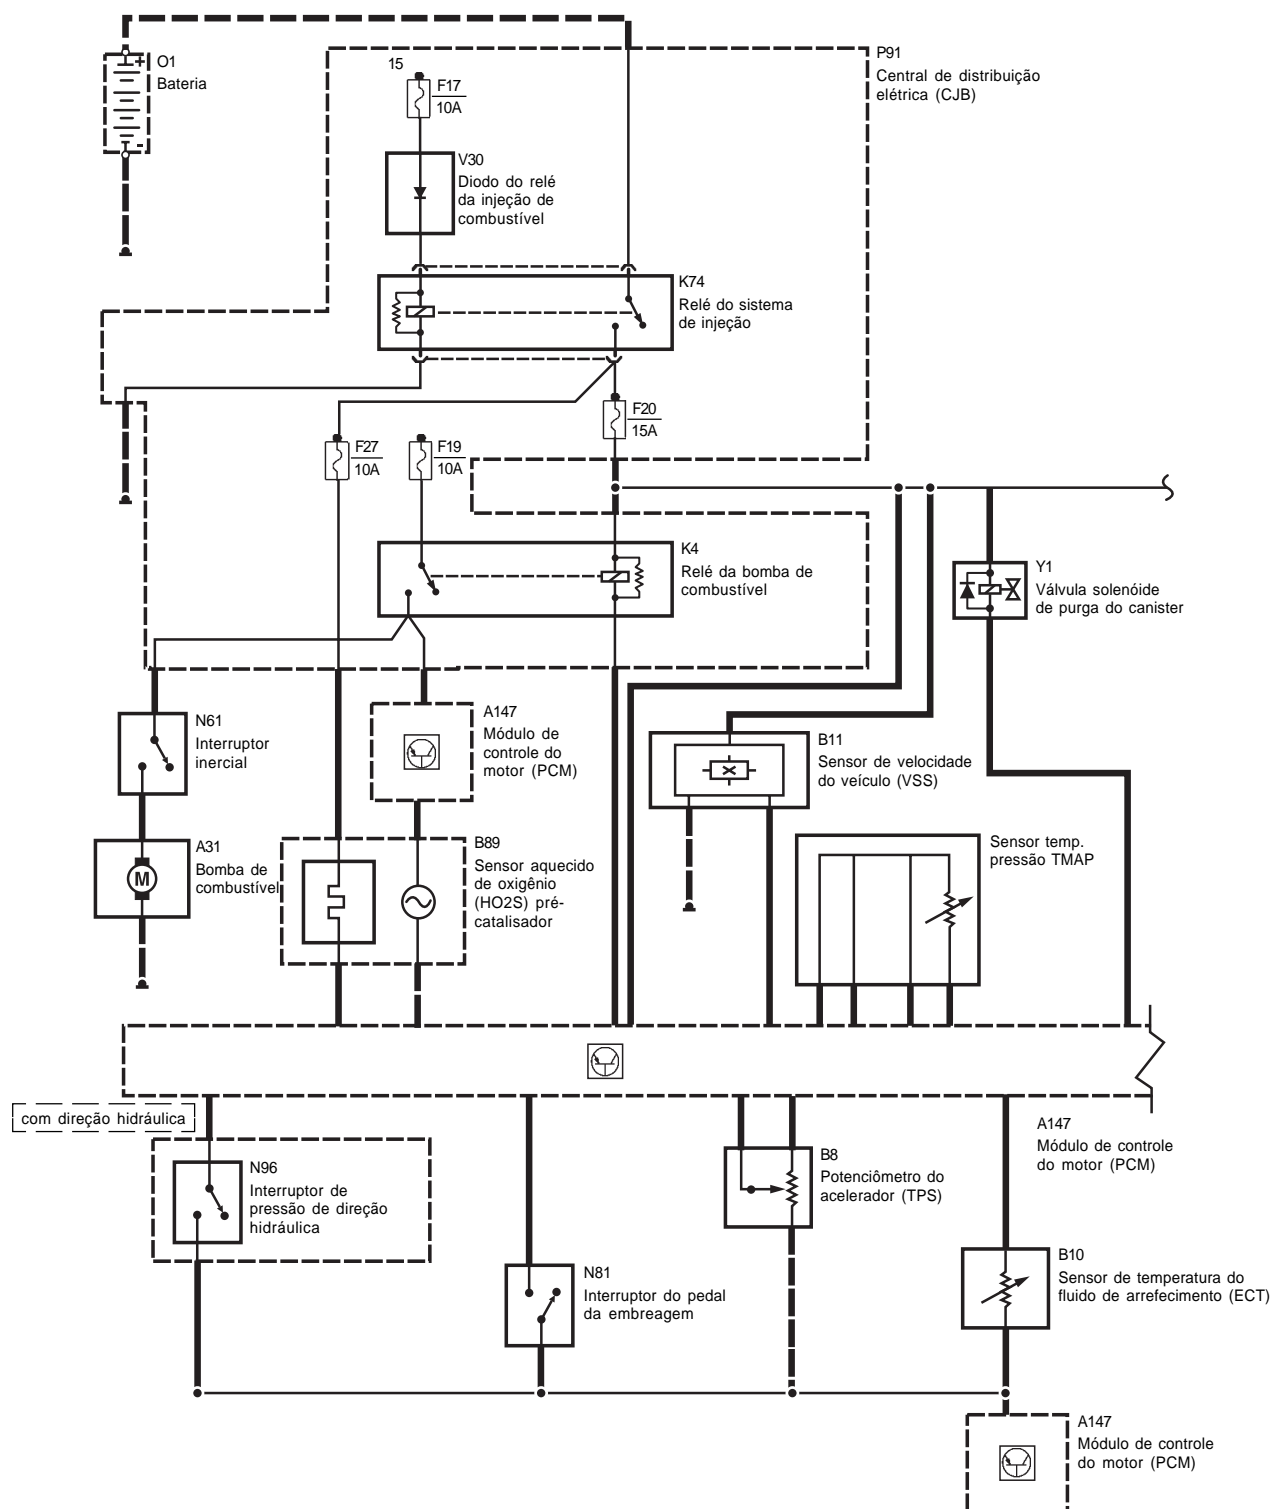 O1
Bateria
+
-
P91
Central de distribuição
elétrica (CJB)
15
F17
10A
V30
Diodo do relé
da injeção de
combustível
K74
Relé do sistema
de injeção
F20
15A
F27
10A
F19
10A
K4
Relé da bomba de
combustível
Y1
Válvula solenóide
de purga do canister
N61
Interruptor
inercial
A147
Módulo de
controle do
motor (PCM)
B11
Sensor de velocidade
do veículo (VSS)
A31
Bomba de
combustível
M
B89
Sensor aquecido
de oxigênio
(HO2S) pré-
catalisador
Sensor temp.
pressão TMAP
com direção hidráulica
A147
Módulo de controle
do motor (PCM)
N96
Interruptor de
pressão de direção
hidráulica
B8
Potenciômetro do
acelerador (TPS)
B10
Sensor de temperatura do
fluido de arrefecimento (ECT)
N81
Interruptor do pedal
da embreagem
A147
Módulo de controle
do motor (PCM)